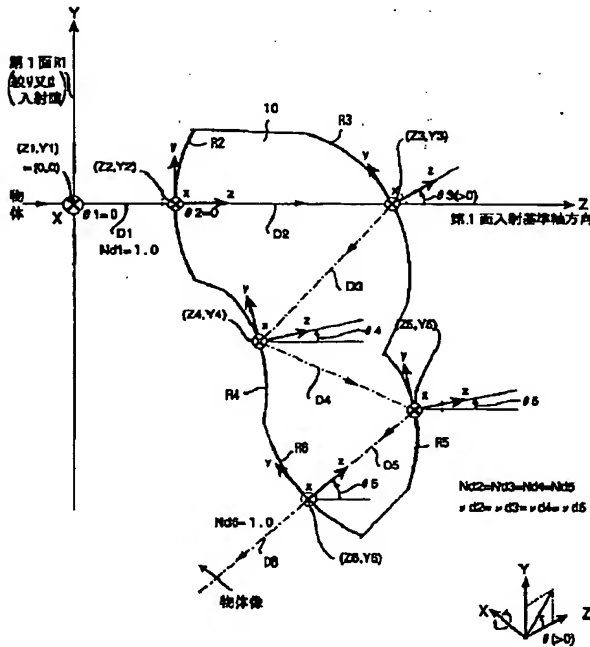 Y
第1面R1
(絞り又は
入射瞳)
10
R2
R3
(Z1,Y1)
=(0,0)
(Z2,Y2)
(Z3,Y3)
y
y
x
z
x
z
物体
X
θ1=0
θ2=0
θ3(>0)
Z
D1
D2
第1面入射基準軸方向
Nd1=1.0
D3
(Z4,Y4)
y
x
z
θ4
(Z5,Y5)
y
x
z
θ5
R4
D4
R6
D5
R5
y
x
z
θ6
Nd2=Nd3=Nd4=Nd5
νd2=νd3=νd4=νd5
Nd6=1.0
D6
(Z6,Y6)
物体像
Y
X
Z
θ(>0)